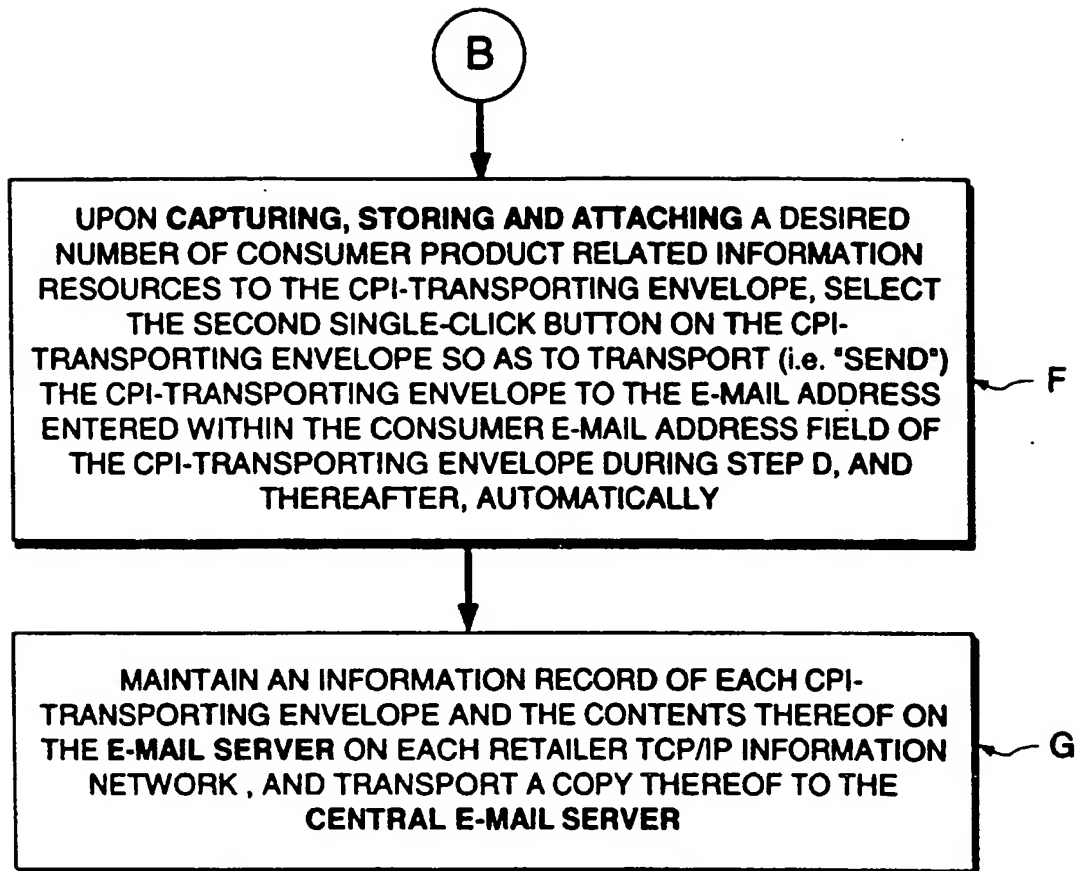 B
UPON CAPTURING, STORING AND ATTACHING A DESIRED
NUMBER OF CONSUMER PRODUCT RELATED INFORMATION
RESOURCES TO THE CPI-TRANSPORTING ENVELOPE, SELECT
THE SECOND SINGLE-CLICK BUTTON ON THE CPI-
TRANSPORTING ENVELOPE SO AS TO TRANSPORT (i.e. "SEND")
THE CPI-TRANSPORTING ENVELOPE TO THE E-MAIL ADDRESS
ENTERED WITHIN THE CONSUMER E-MAIL ADDRESS FIELD OF
THE CPI-TRANSPORTING ENVELOPE DURING STEP D, AND
THEREAFTER, AUTOMATICALLY
F
MAINTAIN AN INFORMATION RECORD OF EACH CPI-
TRANSPORTING ENVELOPE AND THE CONTENTS THEREOF ON
THE E-MAIL SERVER ON EACH RETAILER TCP/IP INFORMATION
NETWORK , AND TRANSPORT A COPY THEREOF TO THE
CENTRAL E-MAIL SERVER
G